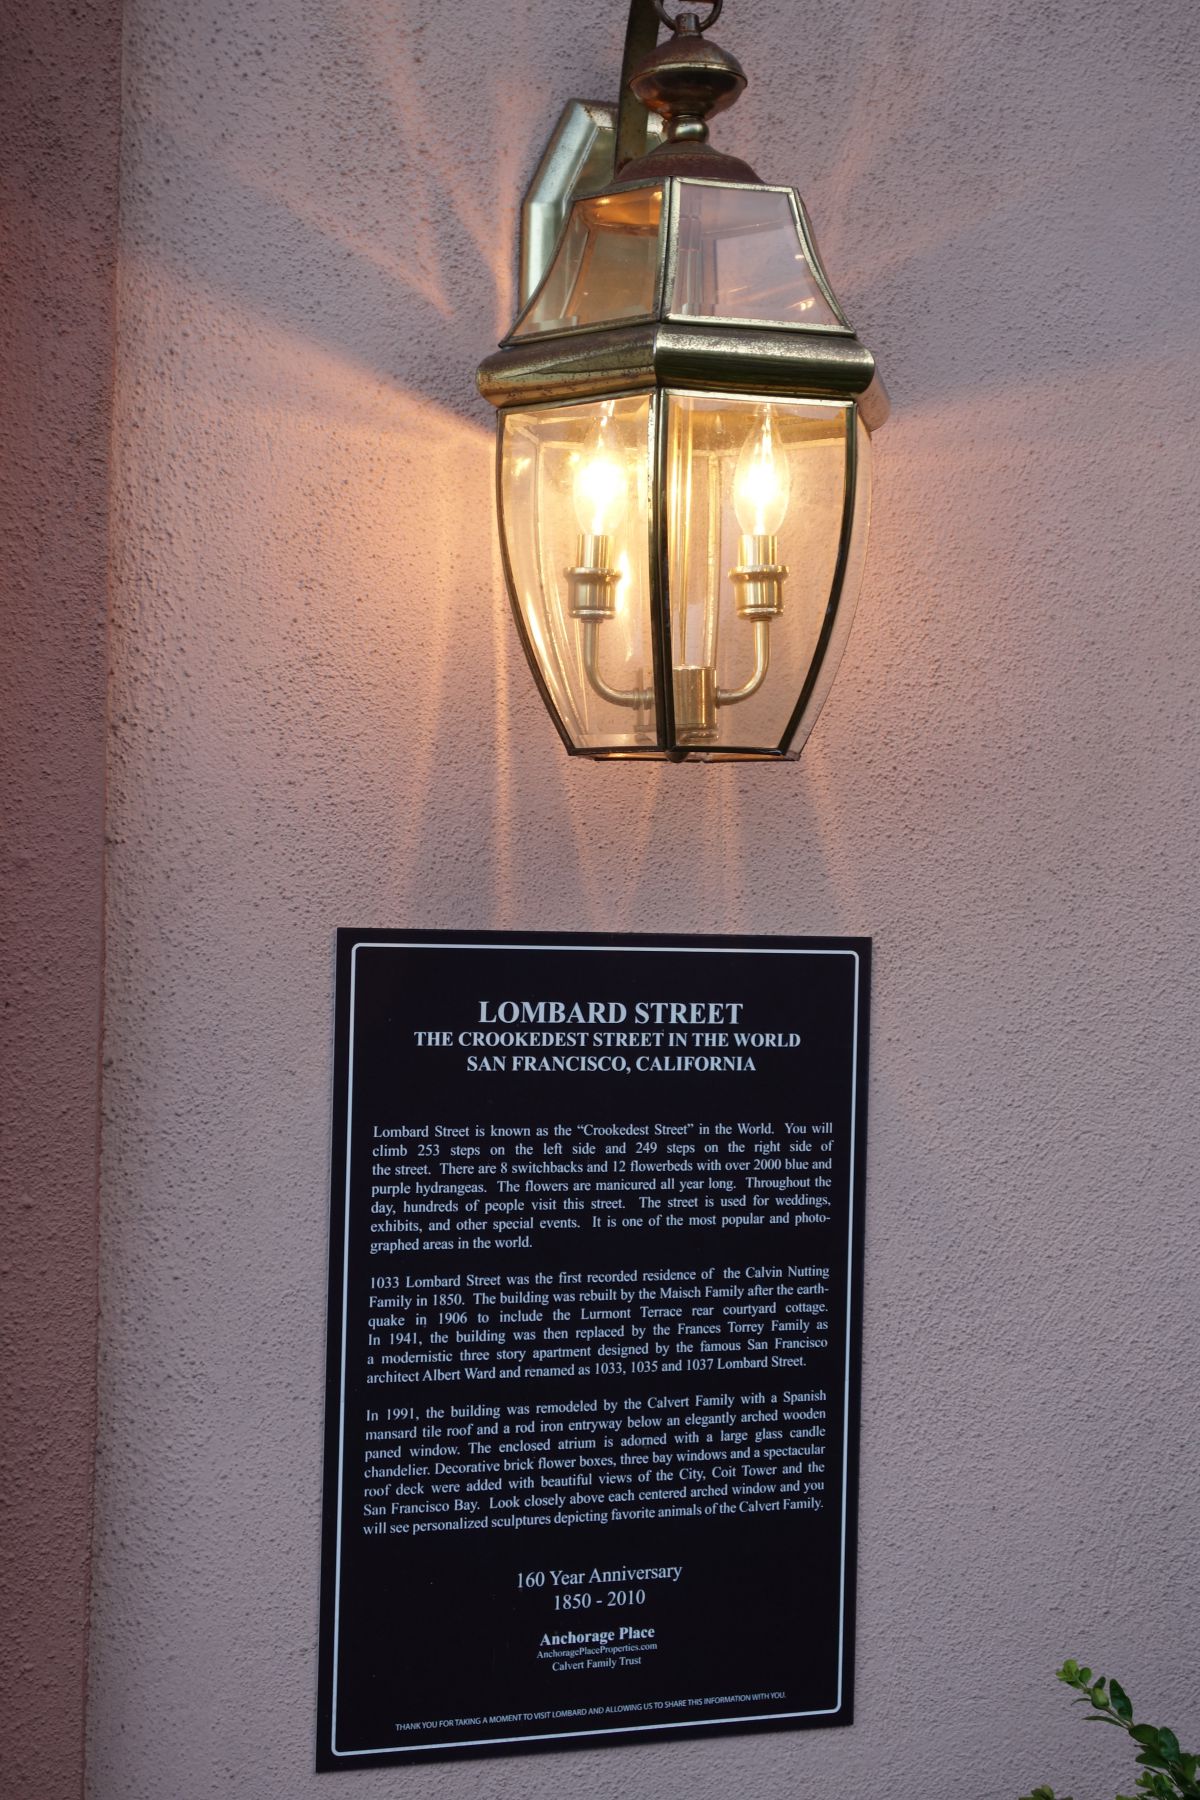 LOMBARD STREET
THE CROOKEDEST STREET IN THE WORLD
SAN FRANCISCO, CALIFORNIA
Lombard Street is known as the “Crookedest Street” in the World. You will
climb 253 steps on the left side and 249 steps on the right side of
the street. There are 8 switchbacks and 12 flowerbeds with over 2000 blue and
purple hydrangeas. The flowers are manicured all year long. Throughout the
day, hundreds of people visit this street. The street is used for weddings,
exhibits, and other special events. It is one of the most popular and photo-
graphed areas in the world.
1033 Lombard Street was the first recorded residence of the Calvin Nutting
Family in 1850. The building was rebuilt by the Maisch Family after the earth-
quake in 1906 to include the Lurmont Terrace rear courtyard cottage.
In 1941, the building was then replaced by the Frances Torrey Family as
a modernistic three story apartment designed by the famous San Francisco
architect Albert Ward and renamed as 1033, 1035 and 1037 Lombard Street.
In 1991, the building was remodeled by the Calvert Family with a Spanish
mansard tile roof and a rod iron entryway below an elegantly arched wooden
paned window. The enclosed atrium is adorned with a large glass candle
chandelier. Decorative brick flower boxes, three bay windows and a spectacular
roof deck were added with beautiful views of the City, Coit Tower and the
San Francisco Bay. Look closely above each centered arched window and you
will see personalized sculptures depicting favorite animals of the Calvert Family.
160 Year Anniversary
1850 - 2010
Anchorage Place
AnchoragePlaceProperties.com
Calvert Family Trust
THANK YOU FOR TAKING A MOMENT TO VISIT LOMBARD AND ALLOWING US TO SHARE THIS INFORMATION WITH YOU.